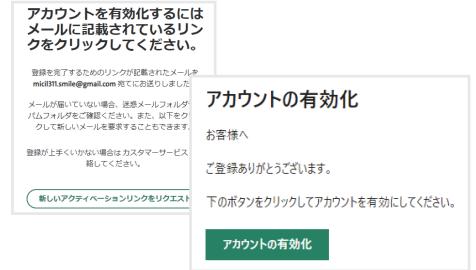 アカウントを有効化するには
メールに記載されているリン
クをクリックしてください。
登録を完了するためのリンクが記載されたメールを
micil311.smile@gmail.com 宛てにお送りしました
メールが届いていない場合、迷惑メールフォルダ
パムフォルダをご確認ください。また、以下をク
クして新しいメールを要求することもできます
登録が上手くいかない場合は カスタマーサービス
絡してください。
新しいアクティベーションリンクをリクエスト
アカウントの有効化
お客様へ
ご登録ありがとうございます。
下のボタンをクリックしてアカウントを有効にしてください。
アカウントの有効化